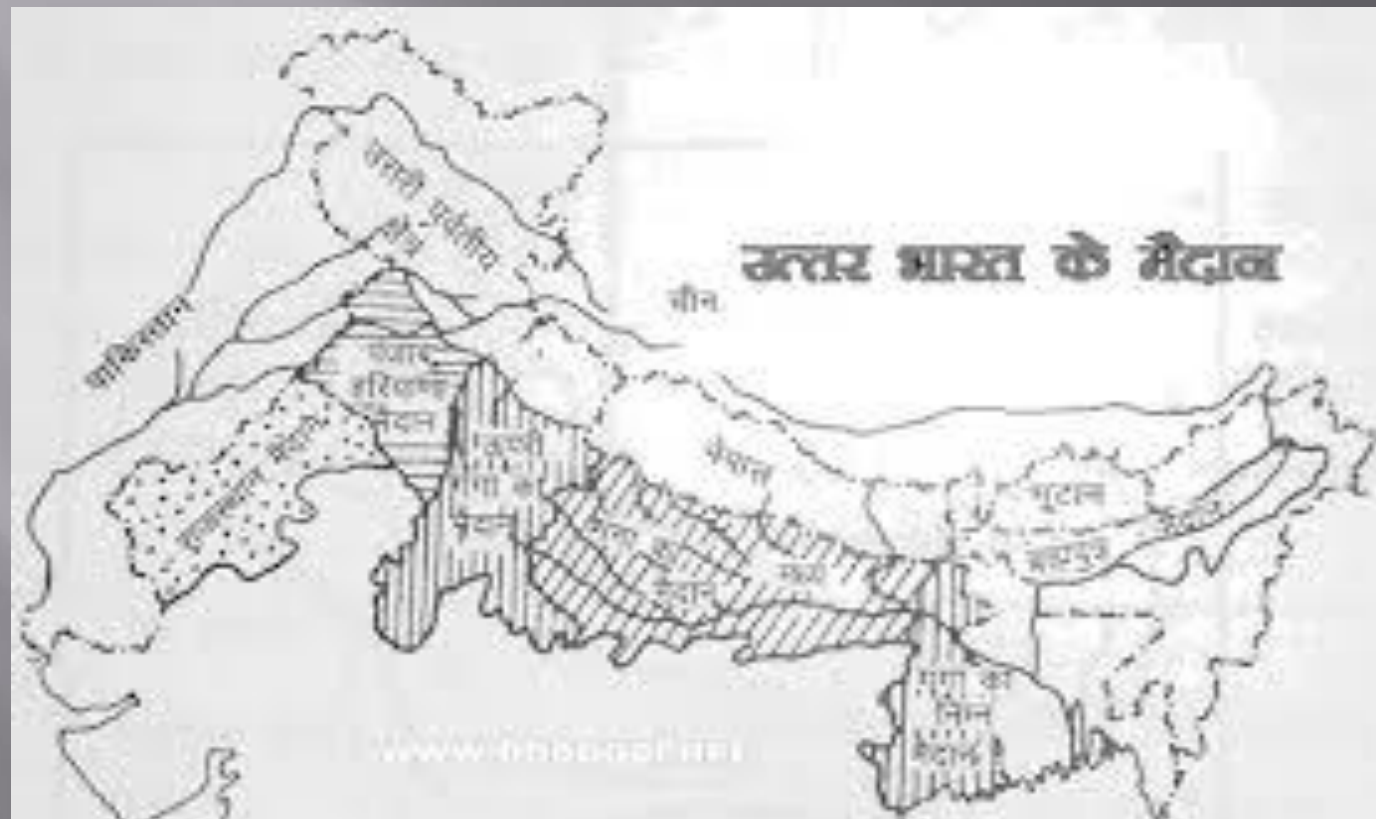 उत्तर भारत के मैदान
उत्तरी पर्वतीय
क्षेत्र
चीन
पाकिस्तान
पंजाब
हरियाणा
मैदान
राजस्थान मैदान
ऊपरी
गंगा का
मैदान
नेपाल
भूटान
गंगा का
मैदान
मध्य
ब्रह्मपुत्र
मैदान
गंगा का
निम्न
मैदान